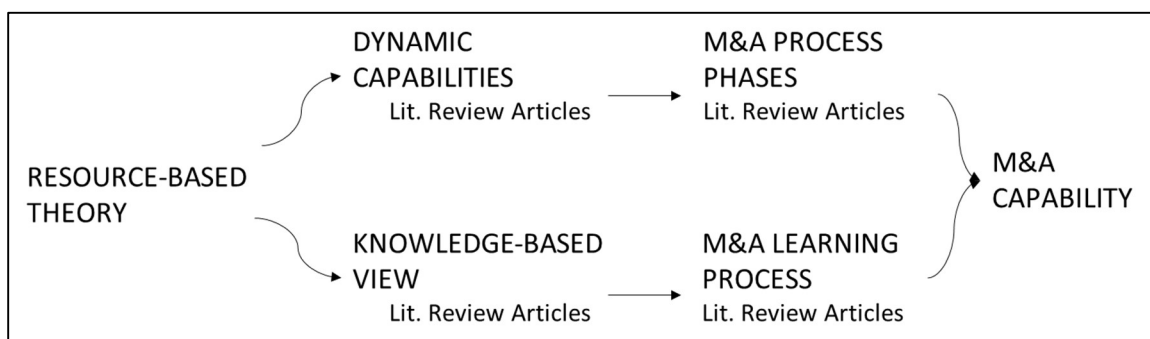 RESOURCE-BASED
THEORY
DYNAMIC
CAPABILITIES
Lit. Review Articles
M&A PROCESS
PHASES
Lit. Review Articles
KNOWLEDGE-BASED
VIEW
Lit. Review Articles
M&A LEARNING
PROCESS
Lit. Review Articles
M&A
CAPABILITY